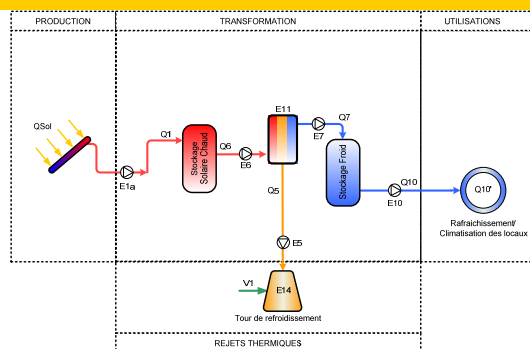 PRODUCTION
TRANSFORMATION
UTILISATIONS
QSol
E1a
Q1
Stockage
Solaire Chaud
Q6
E6
E11
Q5
E7
Q7
Stockage Froid
Q10
E10
Q10'
Rafraichissement/
Climatisation des locaux
E5
V1
E14
Tour de refroidissement
REJETS THERMIQUES